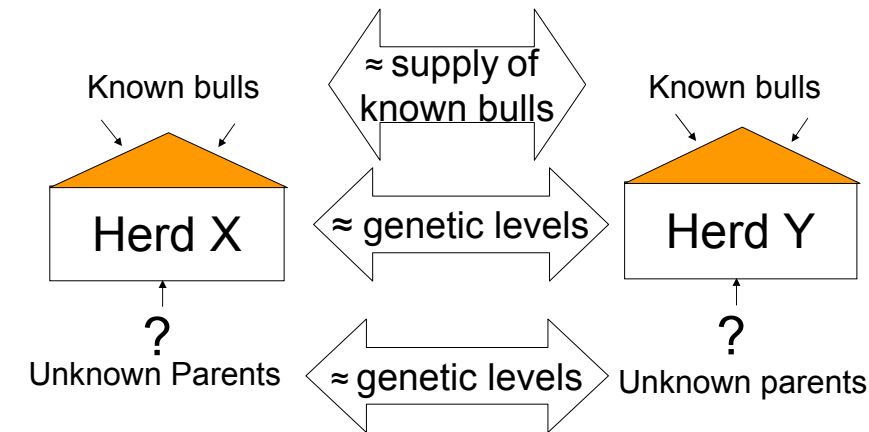 ≈ supply of
known bulls
Known bulls
Known bulls
Herd X
≈ genetic levels
Herd Y
?
Unknown Parents
≈ genetic levels
?
Unknown parents